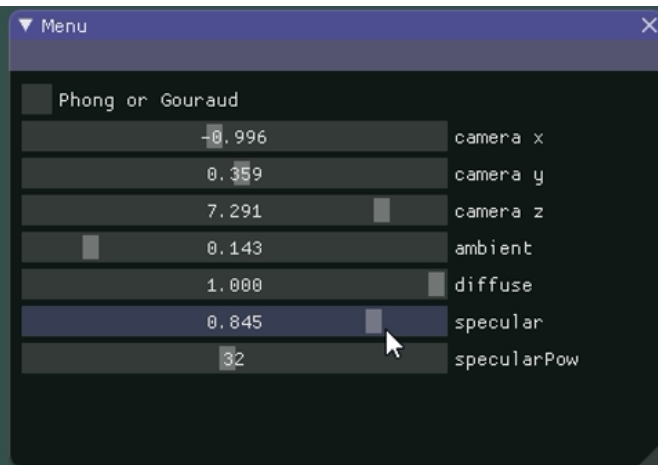 Menu
Phong or Gouraud
-0.996 camera x
0.359 camera y
7.291 camera z
0.143 ambient
1.000 diffuse
0.845 specular
32 specularPow